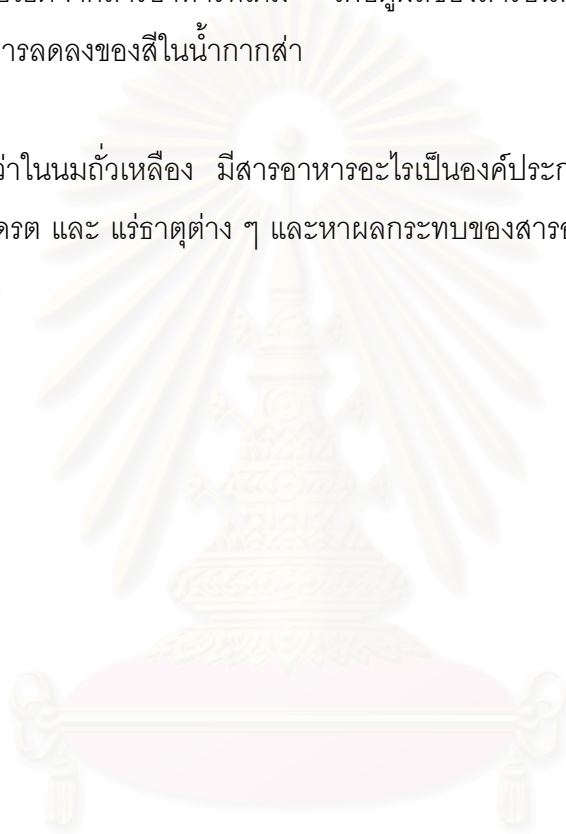 การลดลงของสีในน้ำกากส่า
ว่าในนมถั่วเหลือง มีสารอาหารอะไรเป็นองค์ประก
ดรต และ แร่ธาตุต่าง ๆ และหาผลกระทบของสารอ